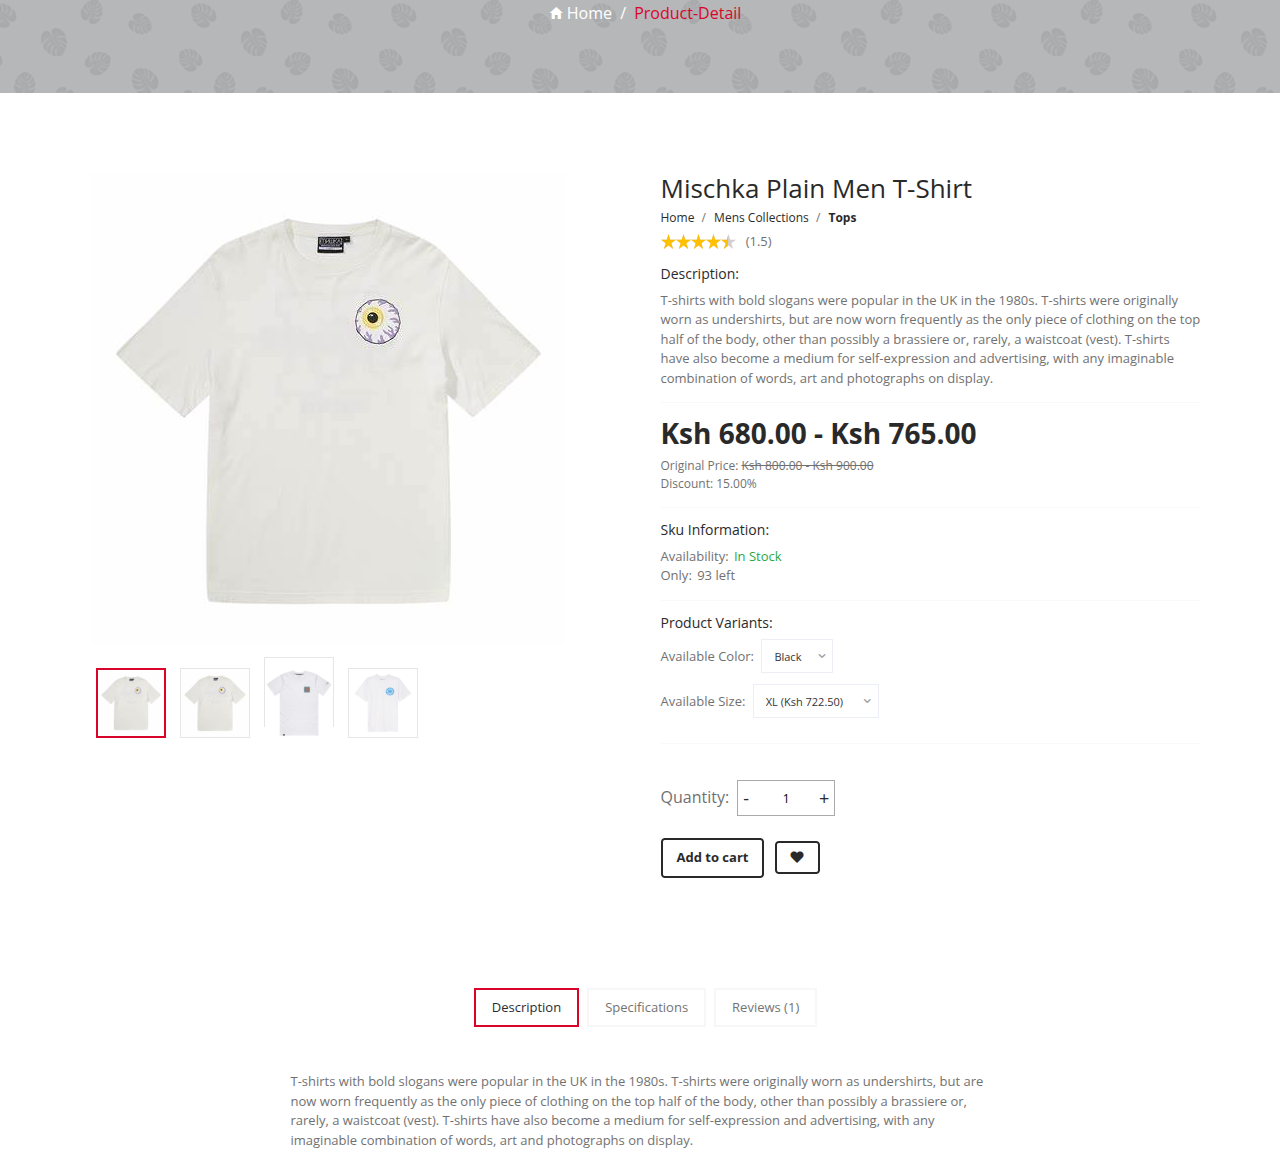 Home / Product-Detail
Mischka Plain Men T-Shirt
Home / Mens Collections / Tops
(1.5)
Description:
T-shirts with bold slogans were popular in the UK in the 1980s. T-shirts were originally
worn as undershirts, but are now worn frequently as the only piece of clothing on the top
half of the body, other than possibly a brassiere or, rarely, a waistcoat (vest). T-shirts
have also become a medium for self-expression and advertising, with any imaginable
combination of words, art and photographs on display.
Ksh 680.00 - Ksh 765.00
Original Price: Ksh 800.00 - Ksh 900.00
Discount: 15.00%
Sku Information:
Availability: In Stock
Only: 93 left
Product Variants:
Available Color: Black
Available Size: XL (Ksh 722.50)
Quantity: - 1 +
Add to cart
Description Specifications Reviews (1)
T-shirts with bold slogans were popular in the UK in the 1980s. T-shirts were originally worn as undershirts, but are
now worn frequently as the only piece of clothing on the top half of the body, other than possibly a brassiere or,
rarely, a waistcoat (vest). T-shirts have also become a medium for self-expression and advertising, with any
imaginable combination of words, art and photographs on display.